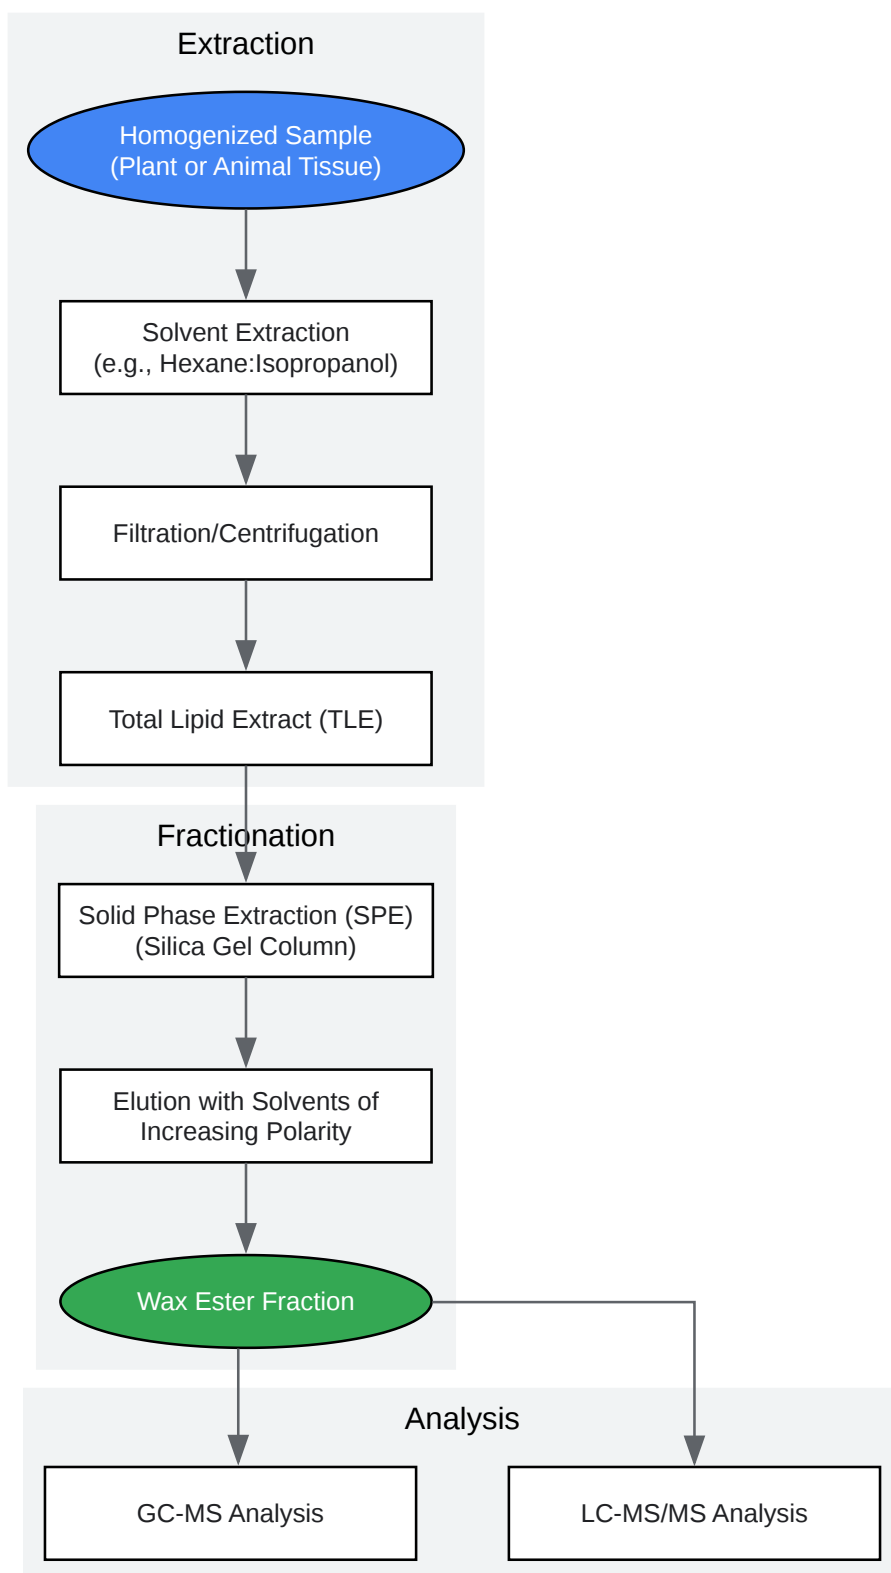 Extraction
Homogenized Sample
(Plant or Animal Tissue)
Solvent Extraction
(e.g., Hexane:Isopropanol)
Filtration/Centrifugation
Total Lipid Extract (TLE)
Fractionation
Solid Phase Extraction (SPE)
(Silica Gel Column)
Elution with Solvents of
Increasing Polarity
Wax Ester Fraction
Analysis
GC-MS Analysis
LC-MS/MS Analysis